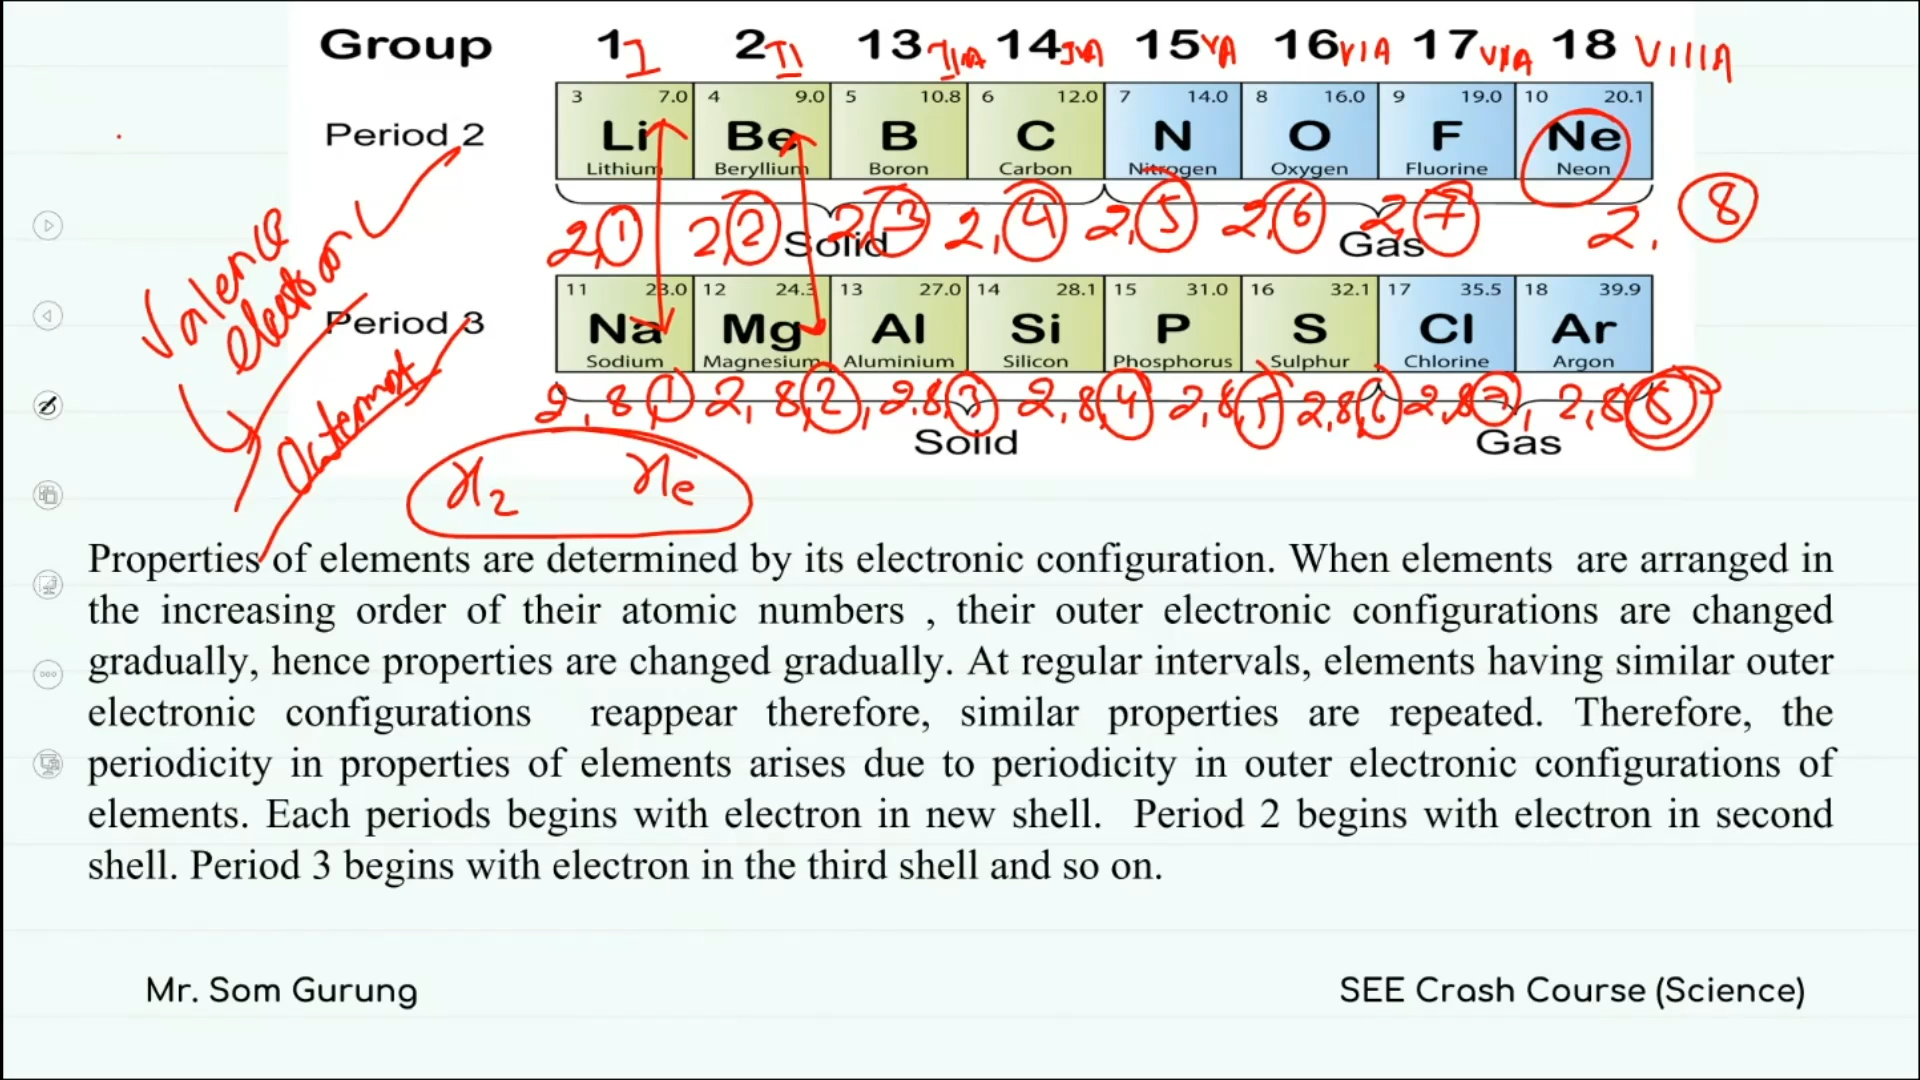 Group 1 I 2 II 13 IIIA 14 IVA 15 VA 16 VIA 17 VIIA 18 VIIIA
Period 2
3 7.0 4 9.0 5 10.8 6 12.0 7 14.0 8 16.0 9 19.0 10 20.1
Li Be B C N O F Ne
Lithium Beryllium Boron Carbon Nitrogen Oxygen Fluorine Neon
2,1 2,2 2,3 2,4 2,5 2,6 2,7 2,8
Solid Gas
Valence
electron
Period 3
11 23.0 12 24.3 13 27.0 14 28.1 15 31.0 16 32.1 17 35.5 18 39.9
Na Mg Al Si P S Cl Ar
Sodium Magnesium Aluminium Silicon Phosphorus Sulphur Chlorine Argon
2,8,1 2,8,2, 2,8,3 2,8,4 2,8,5 2,8,6 2,8,7, 2,8,8
Solid Gas
Outermost
Properties of elements are determined by its electronic configuration. When elements are arranged in
the increasing order of their atomic numbers , their outer electronic configurations are changed
gradually, hence properties are changed gradually. At regular intervals, elements having similar outer
electronic configurations reappear therefore, similar properties are repeated. Therefore, the
periodicity in properties of elements arises due to periodicity in outer electronic configurations of
elements. Each periods begins with electron in new shell. Period 2 begins with electron in second
shell. Period 3 begins with electron in the third shell and so on.
Mr. Som Gurung
SEE Crash Course (Science)